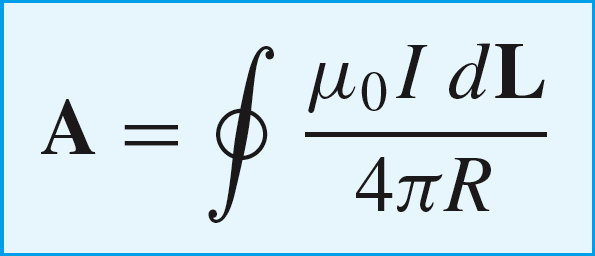 𝐀 = ∮ μ₀I d𝐋 / 4πR